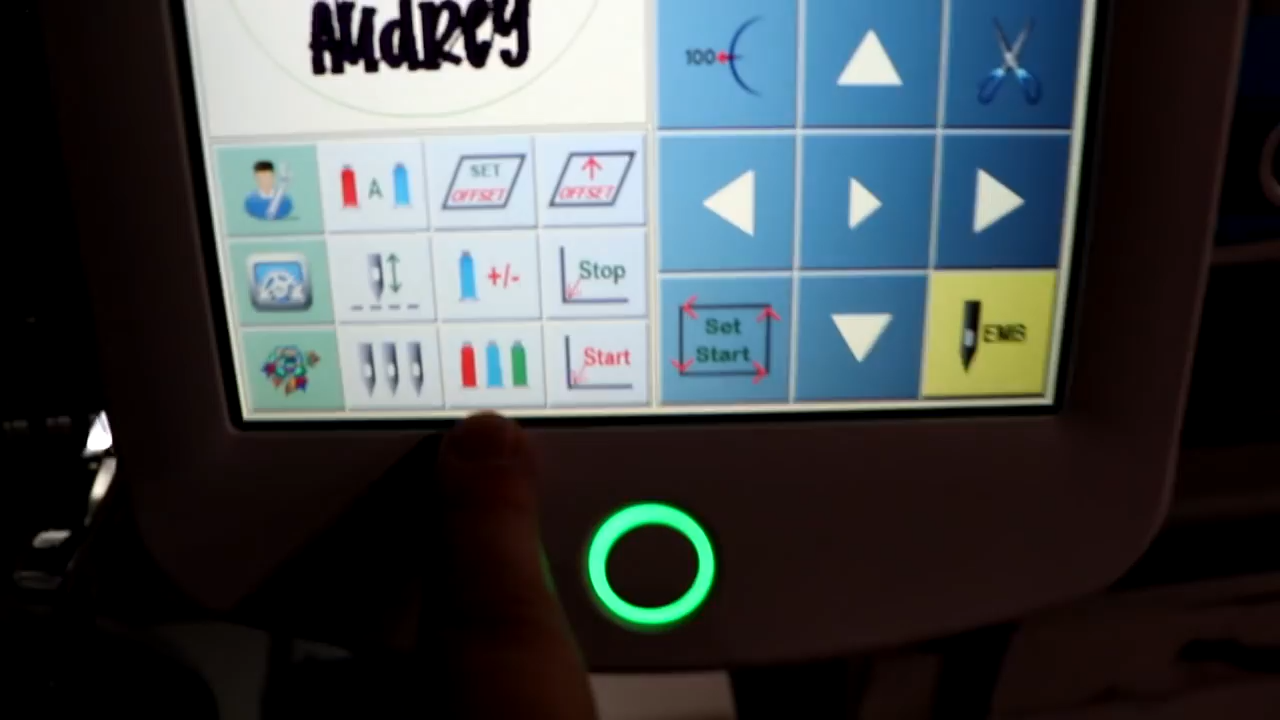 AudRey
100
A
SET
OFFSET
OFFSET
+/-
Stop
Start
Set
Start
EMB